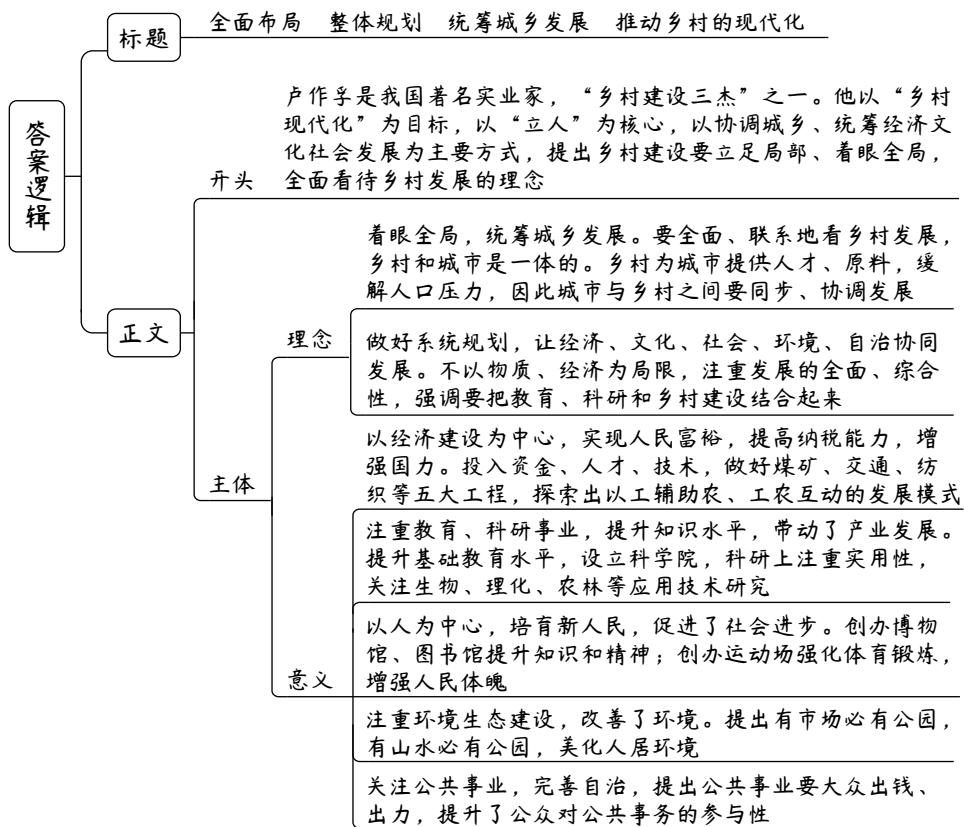 标题
全面布局 整体规划 统筹城乡发展 推动乡村的现代化
答案逻辑
正文
开头
卢作孚是我国著名实业家，“乡村建设三杰”之一。他以“乡村
现代化”为目标，以“立人”为核心，以协调城乡、统筹经济文
化社会发展为主要方式，提出乡村建设要立足局部、着眼全局，
全面看待乡村发展的理念
主体
理念
着眼全局，统筹城乡发展。要全面、联系地看乡村发展，
乡村和城市是一体的。乡村为城市提供人才、原料，缓
解人口压力，因此城市与乡村之间要同步、协调发展
做好系统规划，让经济、文化、社会、环境、自治协同
发展。不以物质、经济为局限，注重发展的全面、综合
性，强调要把教育、科研和乡村建设结合起来
意义
以经济建设为中心，实现人民富裕，提高纳税能力，增
强国力。投入资金、人才、技术，做好煤矿、交通、纺
织等五大工程，探索出以工辅助农、工农互动的发展模式
注重教育、科研事业，提升知识水平，带动了产业发展。
提升基础教育水平，设立科学院，科研上注重实用性，
关注生物、理化、农林等应用技术研究
以人为中心，培育新人民，促进了社会进步。创办博物
馆、图书馆提升知识和精神；创办运动场强化体育锻炼，
增强人民体魄
注重环境生态建设，改善了环境。提出有市场必有公园，
有山水必有公园，美化人居环境
关注公共事业，完善自治，提出公共事业要大众出钱、
出力，提升了公众对公共事务的参与性